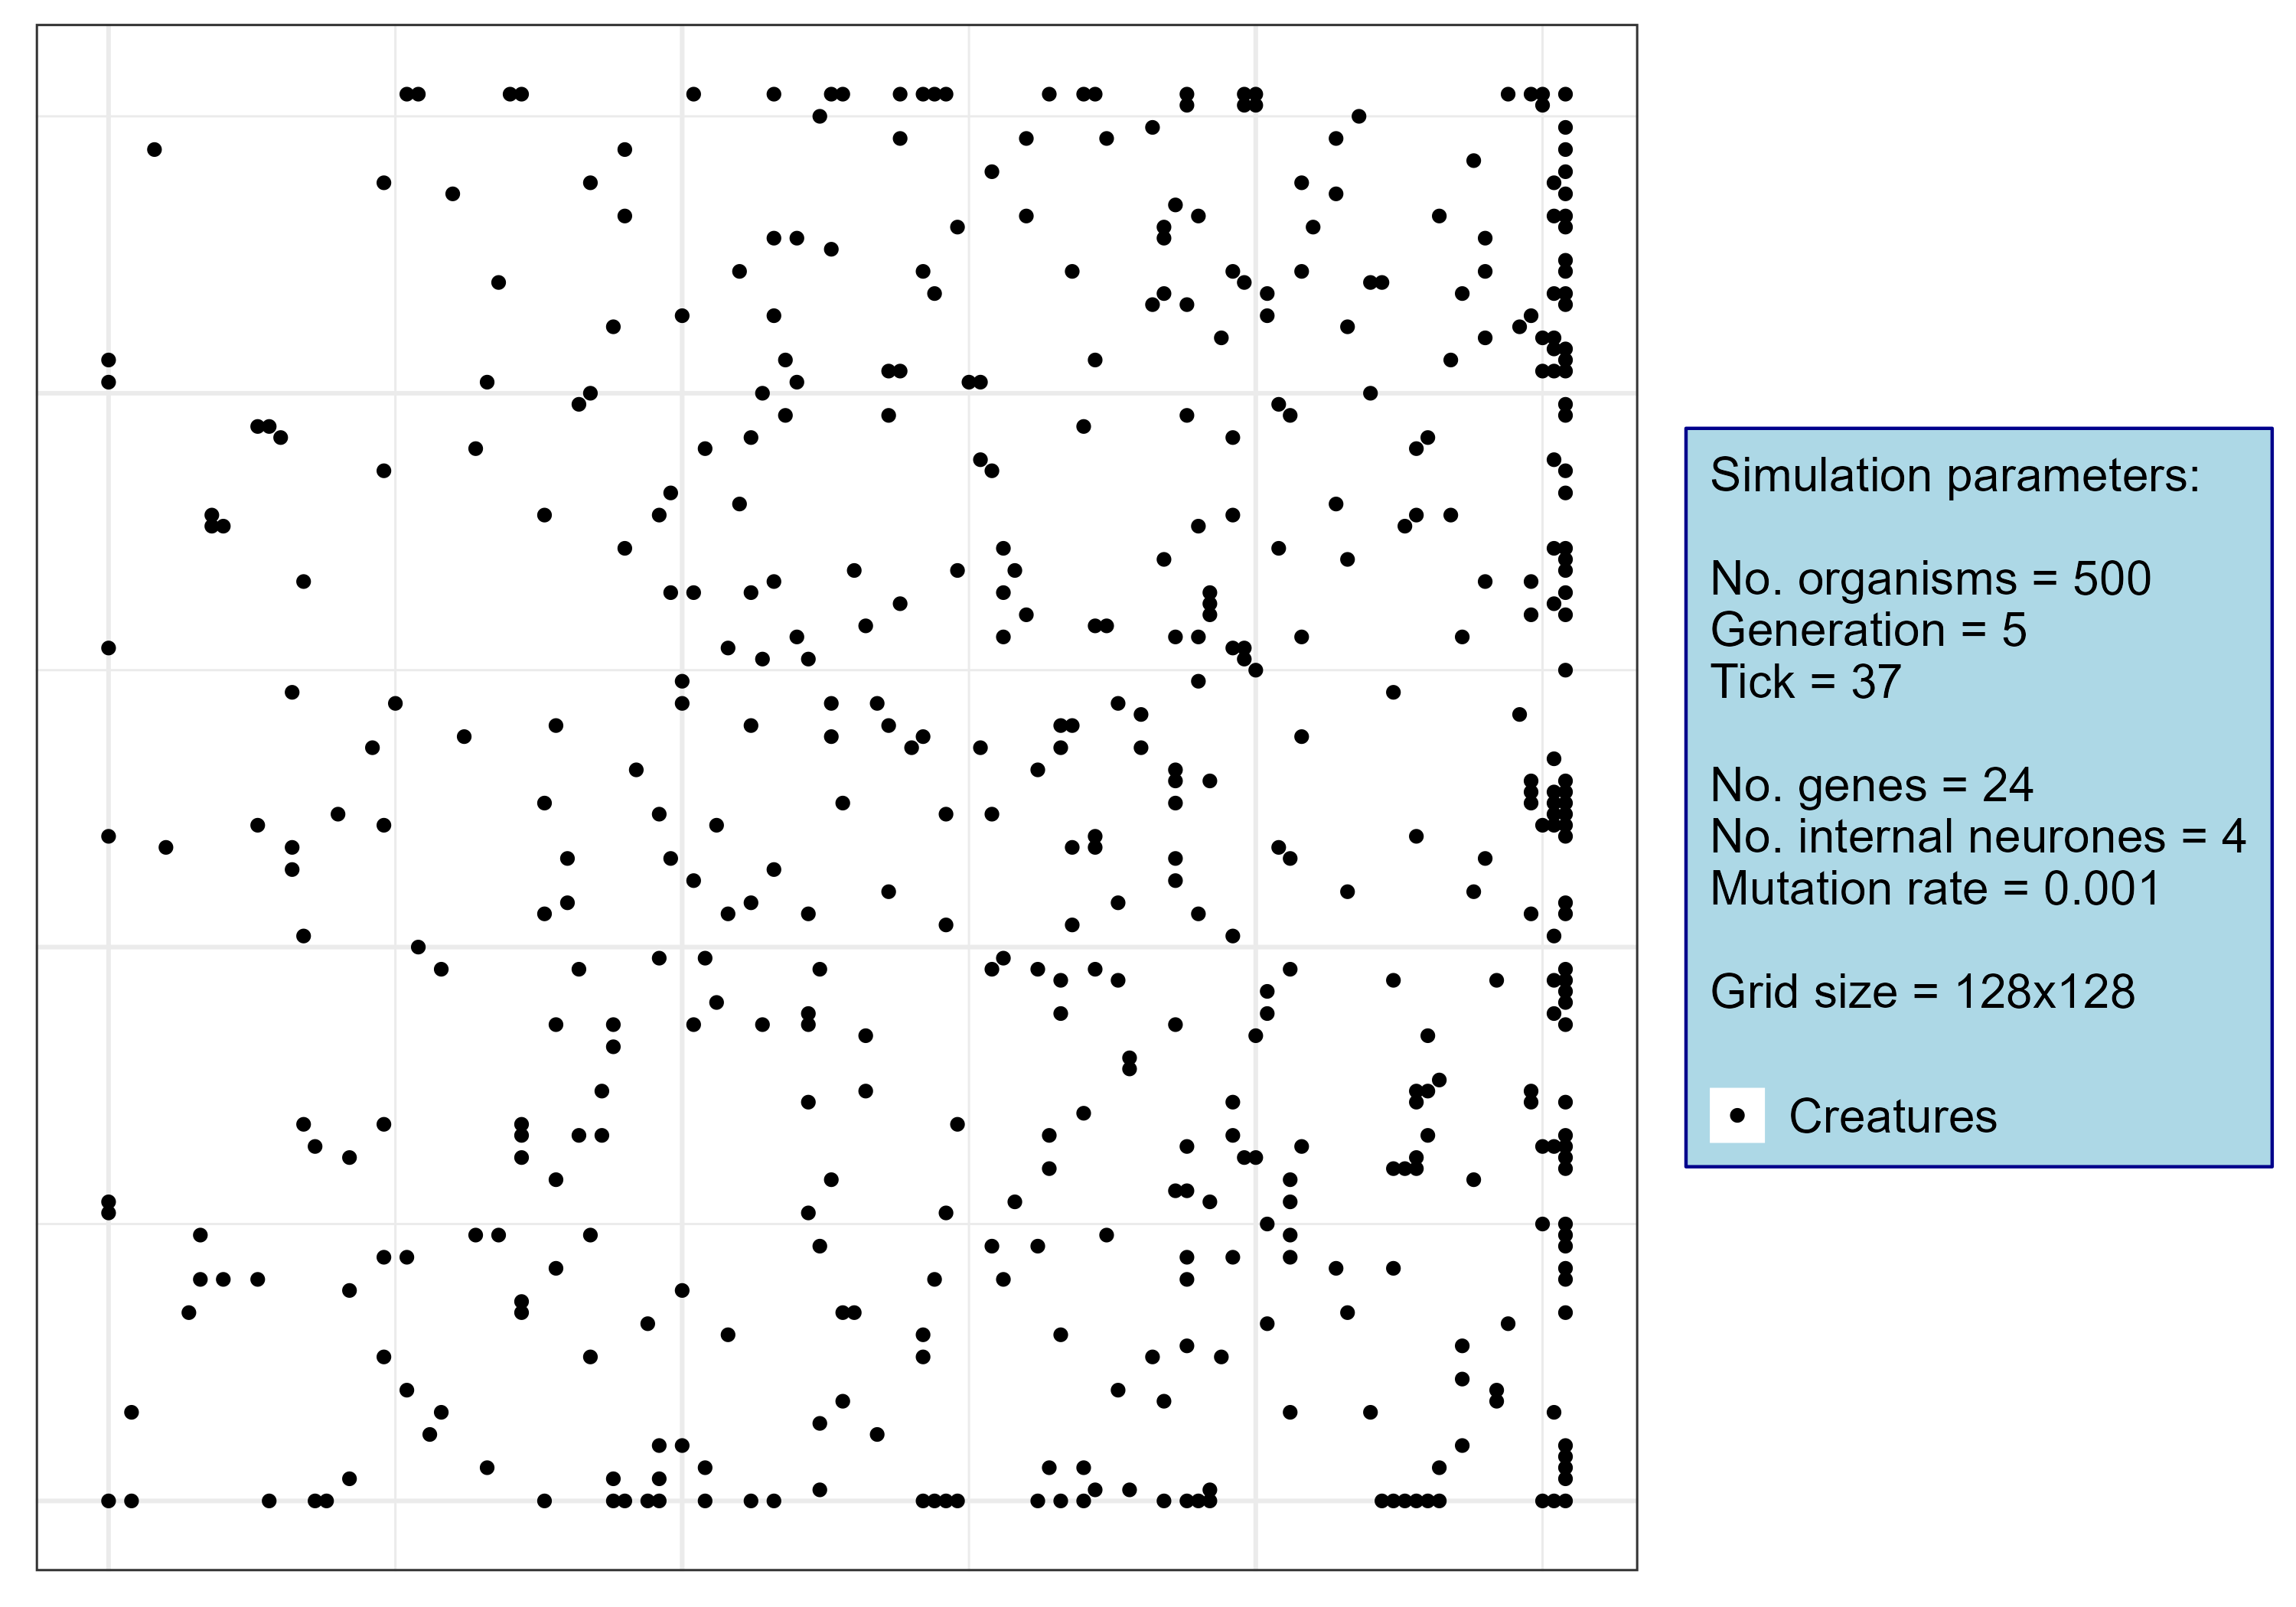 Simulation parameters:
No. organisms = 500
Generation = 5
Tick = 37
No. genes = 24
No. internal neurones = 4
Mutation rate = 0.001
Grid size = 128x128
Creatures